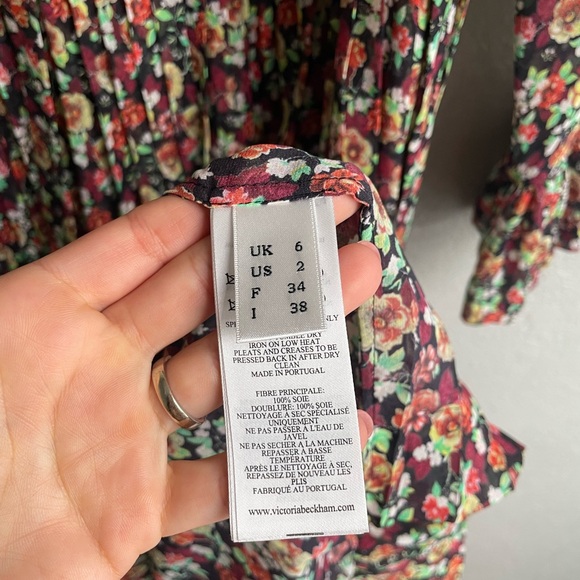 UK 6
US 2
F 34
I 38
IRON ON LOW HEAT
PLEATS AND CREASES TO BE
PRESSED BACK IN AFTER DRY
CLEAN
MADE IN PORTUGAL
FIBRE PRINCIPALE:
100% SOIE
DOUBLURE: 100% SOIE
NETTOYAGE A SEC SPÉCIALISÉ
UNIQUEMENT
NE PAS PASSER A L'EAU DE
JAVEL
NE PAS SECHER A LA MACHINE
REPASSER À BASSE
TEMPÉRATURE
APRÈS LE NETTOYAGE À SEC,
REPASSEZ DE NOUVEAU LES
PLIS
FABRIQUÉ AU PORTUGAL
www.victoriabeckham.com